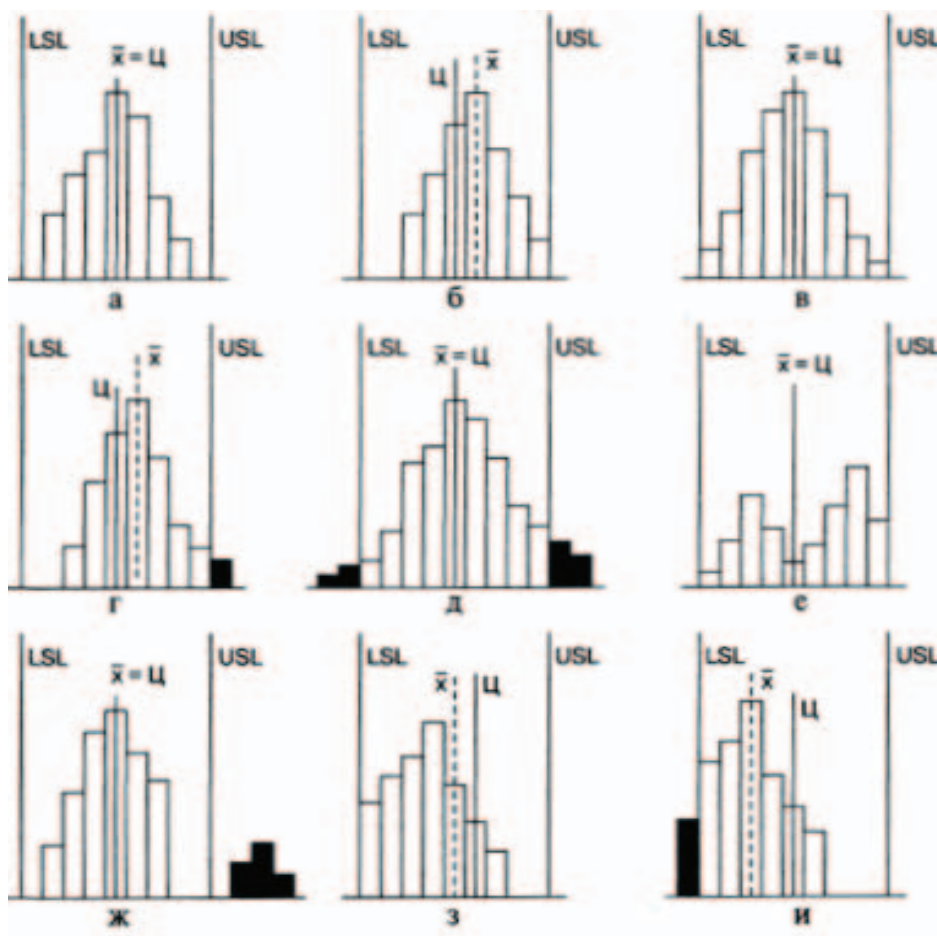 LSL USL LSL USL LSL USL
x̄ = Ц Ц x̄ x̄ = Ц
а б в
LSL USL LSL USL LSL USL
Ц x̄ x̄ = Ц x̄ = Ц
г д е
LSL USL LSL USL LSL USL
x̄ = Ц x̄ Ц x̄ Ц
ж з и